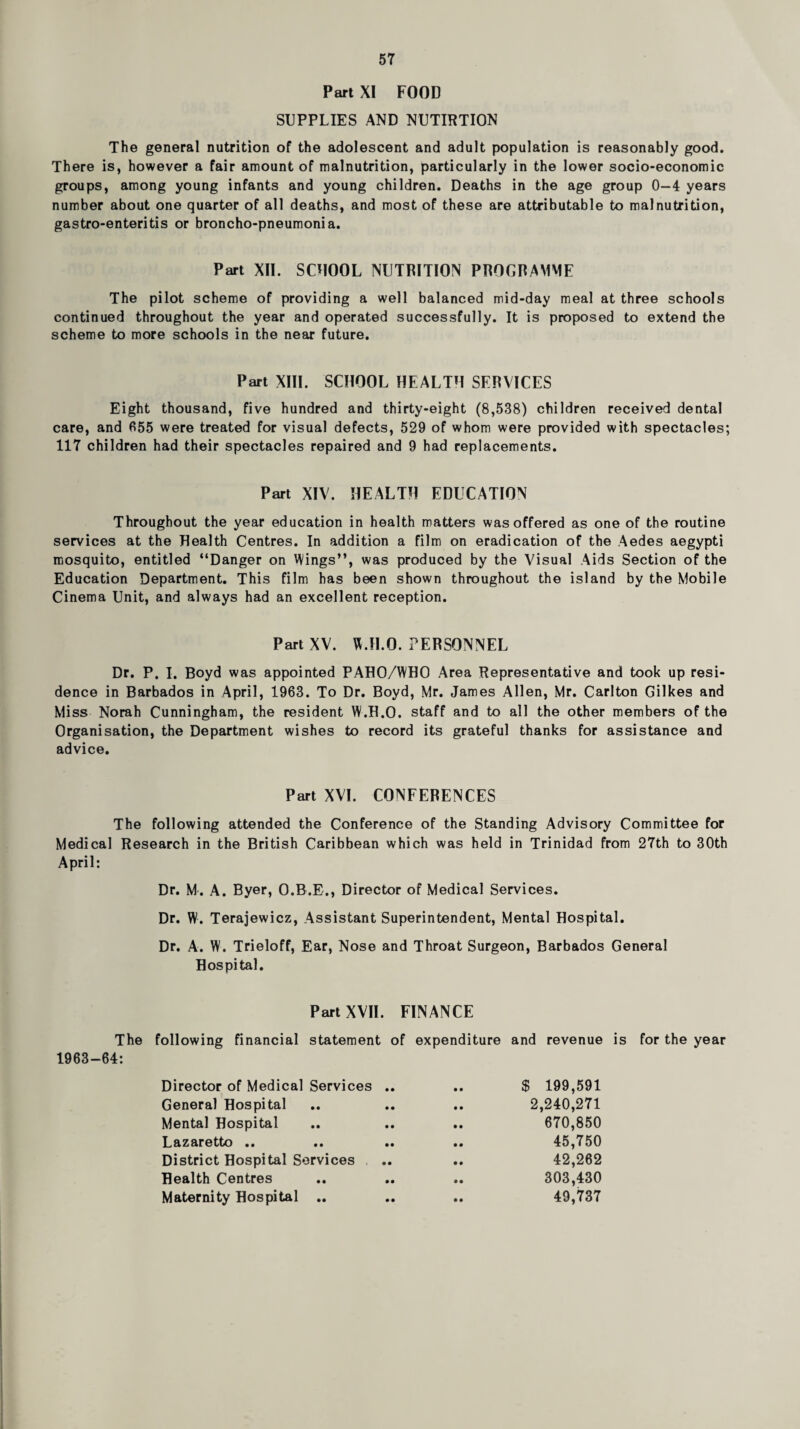 57
Part XI FOOD
SUPPLIES AND NUTIRTION
The general nutrition of the adolescent and adult population is reasonably good.
There is, however a fair amount of malnutrition, particularly in the lower socio-economic
groups, among young infants and young children. Deaths in the age group 0–4 years
number about one quarter of all deaths, and most of these are attributable to malnutrition,
gastro-enteritis or broncho-pneumonia.
Part XII. SCHOOL NUTRITION PROGRAMME
The pilot scheme of providing a well balanced mid-day meal at three schools
continued throughout the year and operated successfully. It is proposed to extend the
scheme to more schools in the near future.
Part XIII. SCHOOL HEALTH SERVICES
Eight thousand, five hundred and thirty-eight (8,538) children received dental
care, and 655 were treated for visual defects, 529 of whom were provided with spectacles;
117 children had their spectacles repaired and 9 had replacements.
Part XIV. HEALTH EDUCATION
Throughout the year education in health matters was offered as one of the routine
services at the Health Centres. In addition a film on eradication of the Aedes aegypti
mosquito, entitled “Danger on Wings”, was produced by the Visual Aids Section of the
Education Department. This film has been shown throughout the island by the Mobile
Cinema Unit, and always had an excellent reception.
Part XV. W.H.O. PERSONNEL
Dr. P. I. Boyd was appointed PAHO/WHO Area Representative and took up resi-
dence in Barbados in April, 1963. To Dr. Boyd, Mr. James Allen, Mr. Carlton Gilkes and
Miss Norah Cunningham, the resident W.H.O. staff and to all the other members of the
Organisation, the Department wishes to record its grateful thanks for assistance and
advice.
Part XVI. CONFERENCES
The following attended the Conference of the Standing Advisory Committee for
Medical Research in the British Caribbean which was held in Trinidad from 27th to 30th
April:
Dr. M. A. Byer, O.B.E., Director of Medical Services.
Dr. W. Terajewicz, Assistant Superintendent, Mental Hospital.
Dr. A. W. Trieloff, Ear, Nose and Throat Surgeon, Barbados General
Hospital.
Part XVII. FINANCE
The following financial statement of expenditure and revenue is for the year
1963–64:
Director of Medical Services .. .. $ 199,591
General Hospital .. .. .. 2,240,271
Mental Hospital .. .. .. 670,850
Lazaretto .. .. .. .. 45,750
District Hospital Services .. .. 42,262
Health Centres .. .. .. 303,430
Maternity Hospital .. .. .. 49,737